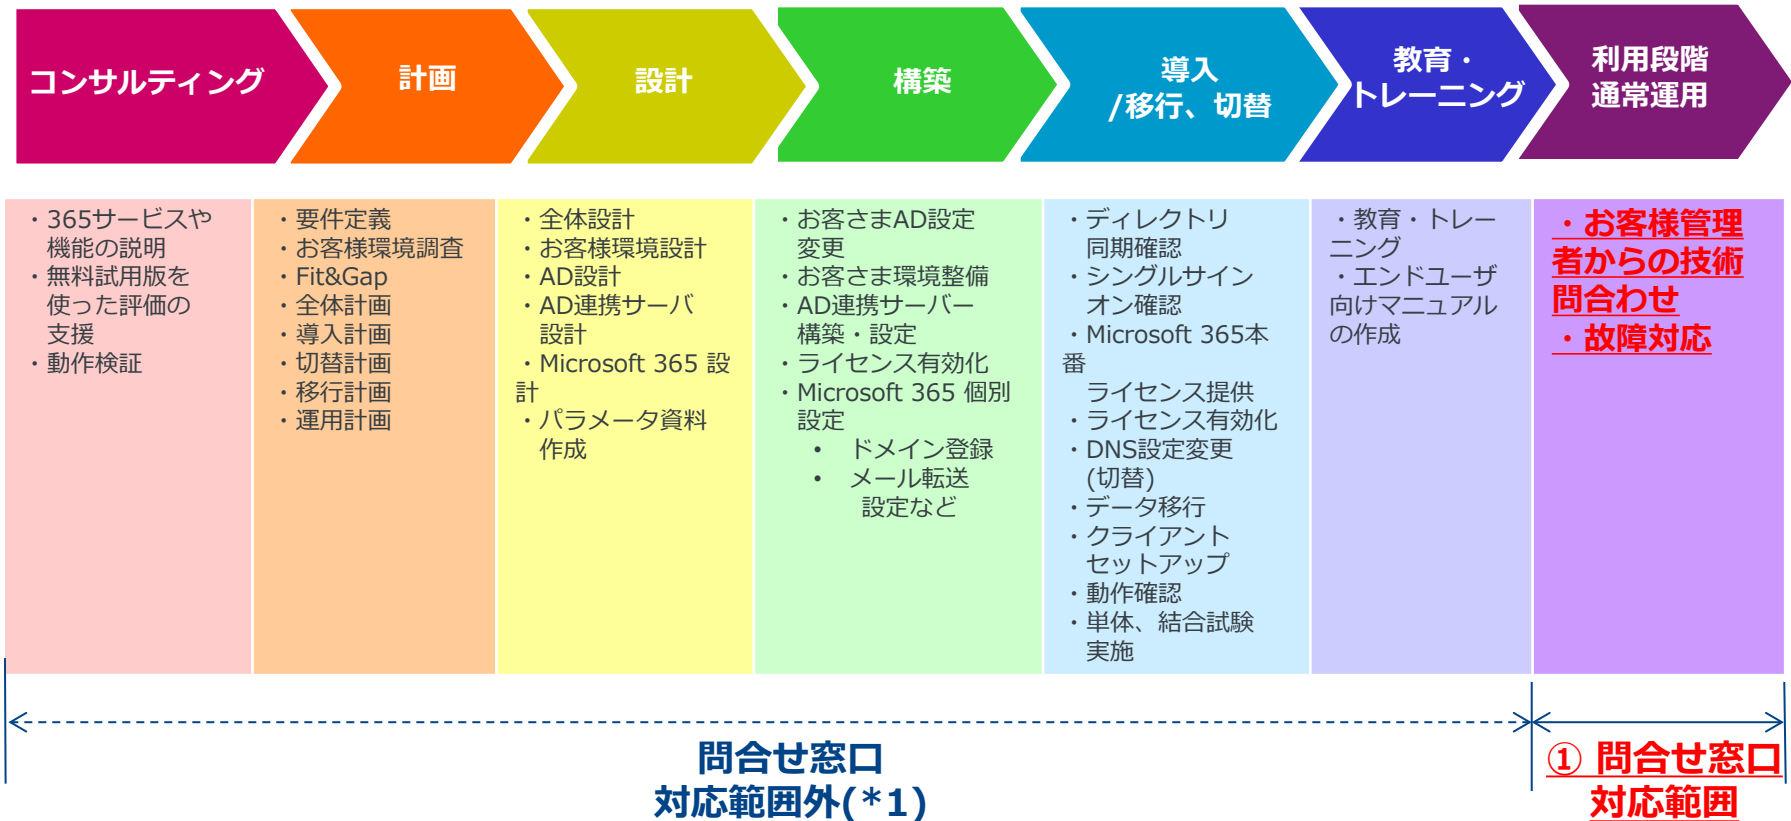 コンサルティング
計画
設計
構築
導入
/移行、切替
教育・
トレーニング
利用段階
通常運用
・365サービスや
機能の説明
・無料試用版を
使った評価の
支援
・動作検証
・要件定義
・お客様環境調査
・Fit&Gap
・全体計画
・導入計画
・切替計画
・移行計画
・運用計画
・全体設計
・お客様環境設計
・AD設計
・AD連携サーバ
設計
・Microsoft 365 設
計
・パラメータ資料
作成
・お客さまAD設定
変更
・お客さま環境整備
・AD連携サーバー
構築・設定
・ライセンス有効化
・Microsoft 365 個別
設定
• ドメイン登録
• メール転送
設定など
・ディレクトリ
同期確認
・シングルサイン
オン確認
・Microsoft 365本
番
ライセンス提供
・ライセンス有効化
・DNS設定変更
(切替)
・データ移行
・クライアント
セットアップ
・動作確認
・単体、結合試験
実施
・教育・トレー
ニング
・エンドユーザ
向けマニュアル
の作成
・お客様管理
者からの技術
問合わせ
・故障対応
問合せ窓口
対応範囲外(*1)
① 問合せ窓口
対応範囲